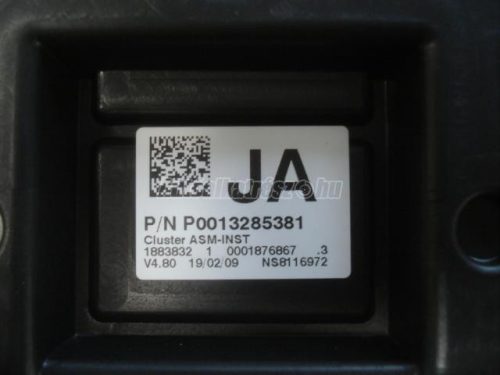 JA
P/N P0013285381
Cluster ASM-INST
1883832 1 0001876867 .3
V4.80 19/02/09 NS8116972